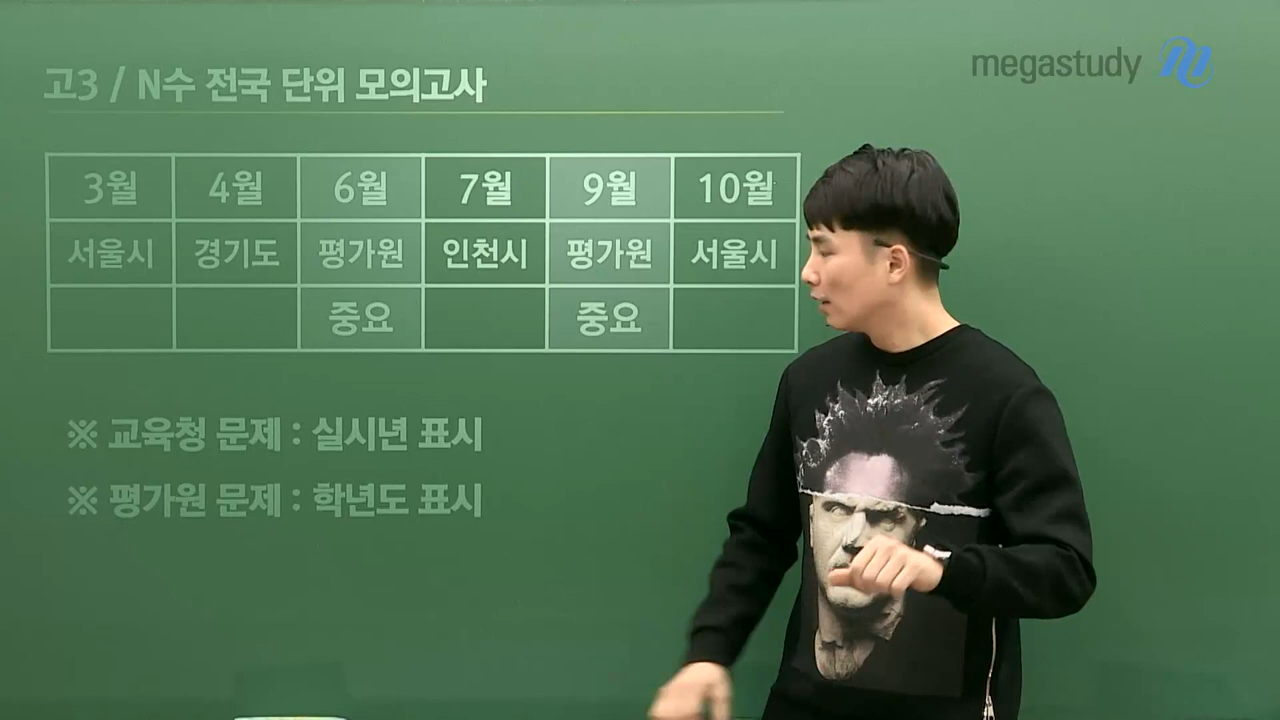 고3 / N수 전국 단위 모의고사
megastudy
3월 4월 6월 7월 9월 10월
서울시 경기도 평가원 인천시 평가원 서울시
중요 중요
※ 교육청 문제 : 실시년 표시
※ 평가원 문제 : 학년도 표시